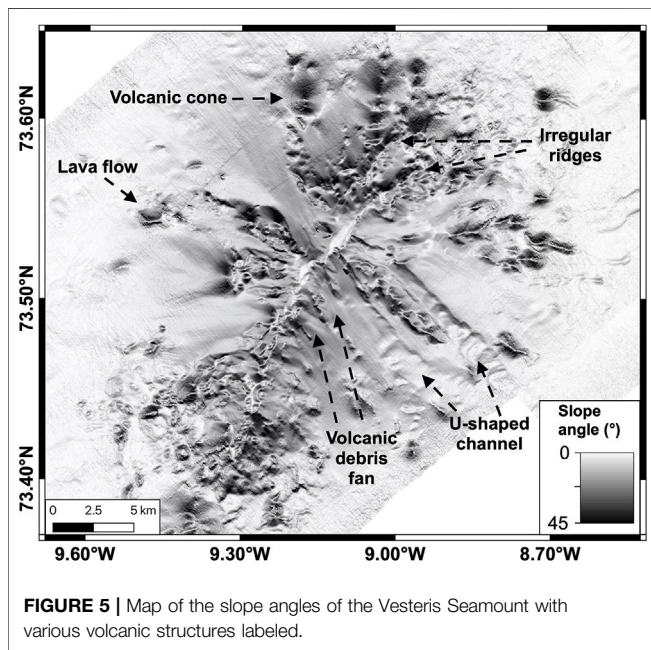 Volcanic cone
73.60°N
Irregular
ridges
Lava flow
73.50°N
Volcanic
debris
fan
U-shaped
channel
Slope
angle (°)
0
45
73.40°N
0 2.5 5 km
9.60°W 9.30°W 9.00°W 8.70°W
FIGURE 5 | Map of the slope angles of the Vesteris Seamount with
various volcanic structures labeled.